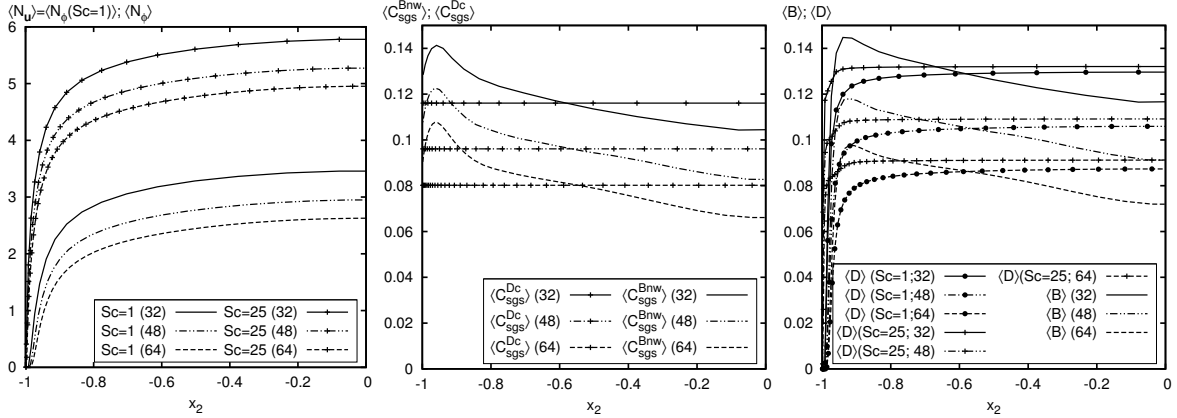 ⟨N_u⟩=⟨N_ϕ(Sc=1)⟩; ⟨N_ϕ⟩
6
5
4
3
2
1
0
-1 -0.8 -0.6 -0.4 -0.2 0
x_2
Sc=1 (32) Sc=25 (32)
Sc=1 (48) Sc=25 (48)
Sc=1 (64) Sc=25 (64)
⟨C_sgs^Bnw⟩; ⟨C_sgs^Dc⟩
0.14
0.12
0.1
0.08
0.06
0.04
0.02
0
-1 -0.8 -0.6 -0.4 -0.2 0
x_2
⟨C_sgs^Dc⟩ (32) ⟨C_sgs^Bnw⟩ (32)
⟨C_sgs^Dc⟩ (48) ⟨C_sgs^Bnw⟩ (48)
⟨C_sgs^Dc⟩ (64) ⟨C_sgs^Bnw⟩ (64)
⟨B⟩; ⟨D⟩
0.14
0.12
0.1
0.08
0.06
0.04
0.02
0
-1 -0.8 -0.6 -0.4 -0.2 0
x_2
⟨D⟩ (Sc=1;32) ⟨D⟩(Sc=25; 64)
⟨D⟩ (Sc=1;48) ⟨B⟩ (32)
⟨D⟩ (Sc=1;64) ⟨B⟩ (48)
⟨D⟩(Sc=25; 32) ⟨B⟩ (64)
⟨D⟩(Sc=25; 48)